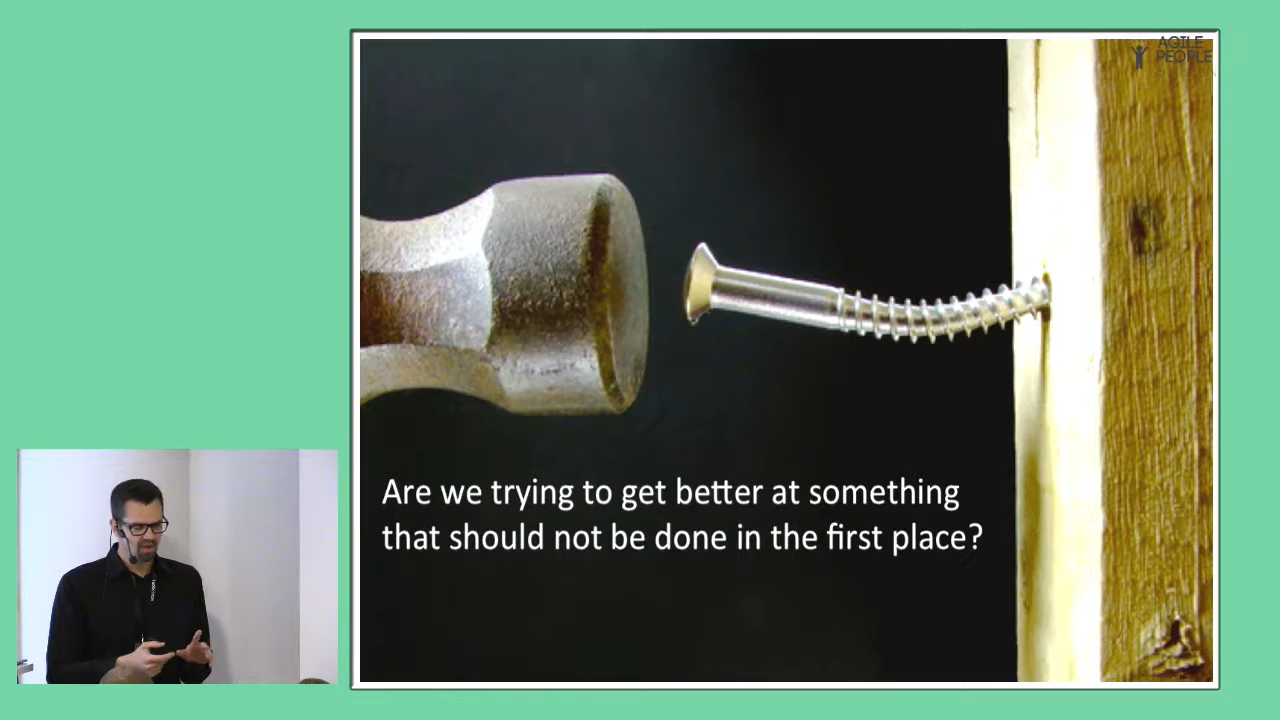 AGILE
PEOPLE
Are we trying to get better at something
that should not be done in the first place?